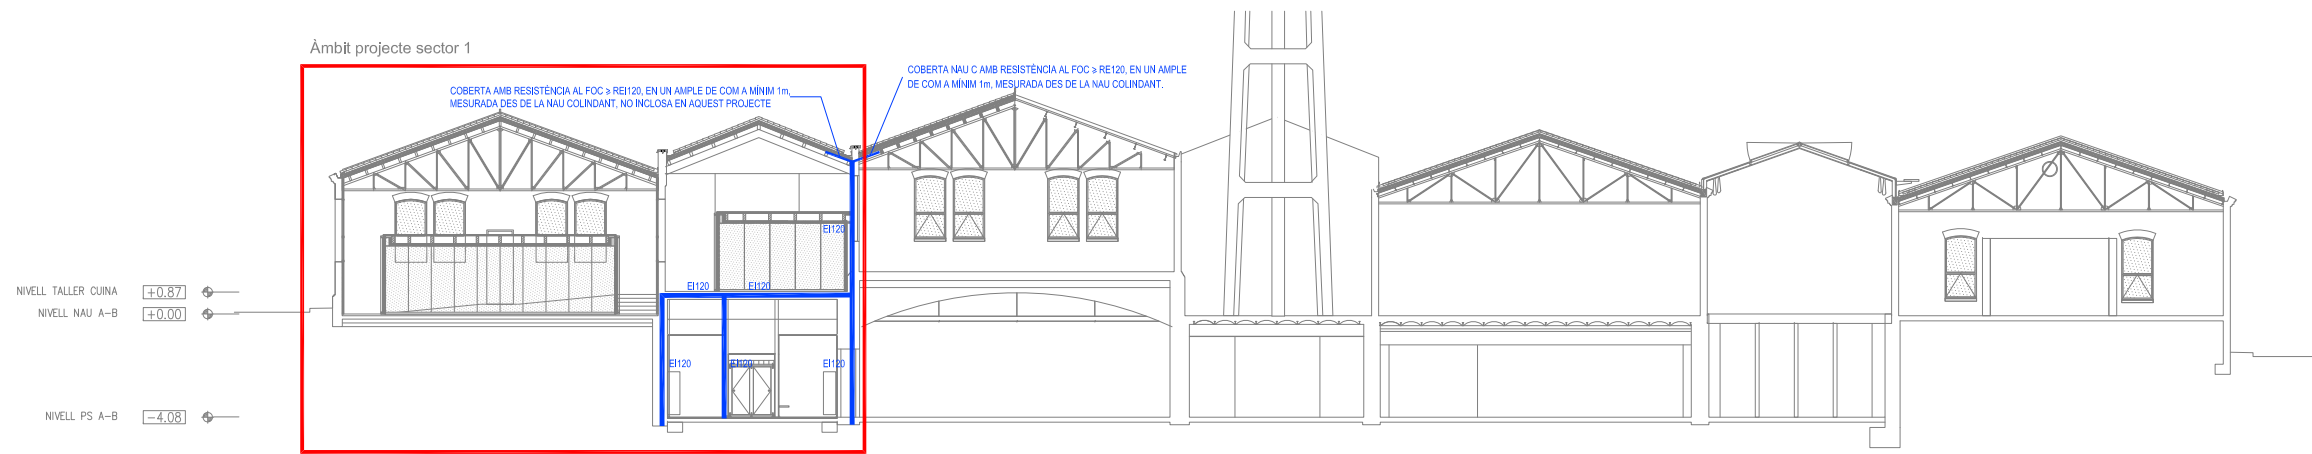 Àmbit projecte sector 1
COBERTA AMB RESISTÈNCIA AL FOC ≥ REI120, EN UN AMPLE DE COM A MÍNIM 1m,
MESURADA DES DE LA NAU COLINDANT, NO INCLOSA EN AQUEST PROJECTE
COBERTA NAU C AMB RESISTÈNCIA AL FOC ≥ RE120, EN UN AMPLE
DE COM A MÍNIM 1m, MESURADA DES DE LA NAU COLINDANT.
EI120
EI120
EI120
NIVELL TALLER CUINA +0.87
NIVELL NAU A-B +0.00
EI120
EI120
EI120
NIVELL PS A-B -4.08